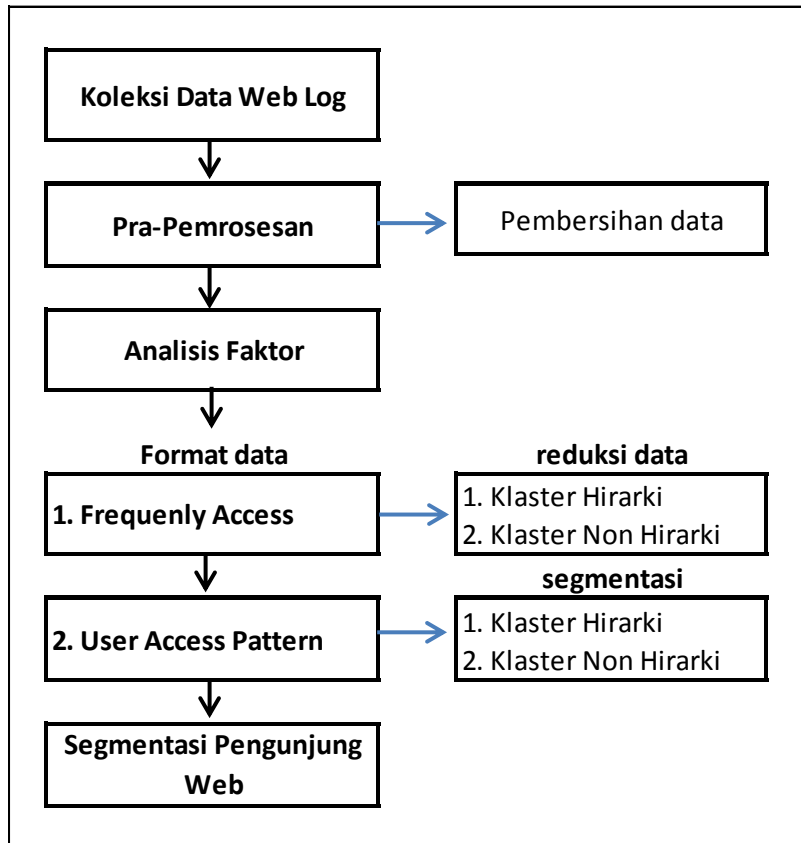 Koleksi Data Web Log
Pra-Pemrosesan
Pembersihan data
Analisis Faktor
Format data
reduksi data
1. Frequenly Access
1. Klaster Hirarki
2. Klaster Non Hirarki
segmentasi
2. User Access Pattern
1. Klaster Hirarki
2. Klaster Non Hirarki
Segmentasi Pengunjung
Web